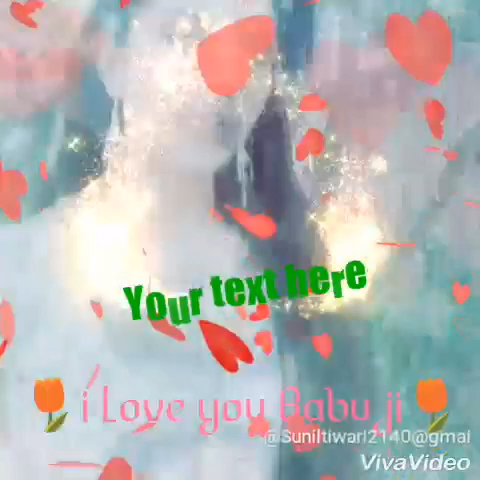 Your text here
🌷 i Love you Babu ji 🌷
@Suniltiwari2140@gmai
VivaVideo